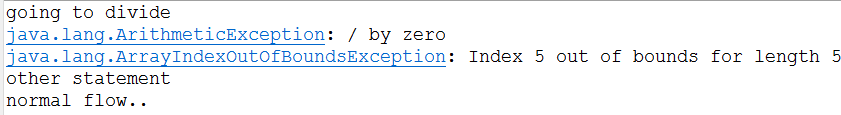 going to divide
java.lang.ArithmeticException: / by zero
java.lang.ArrayIndexOutOfBoundsException: Index 5 out of bounds for length 5
other statement
normal flow..